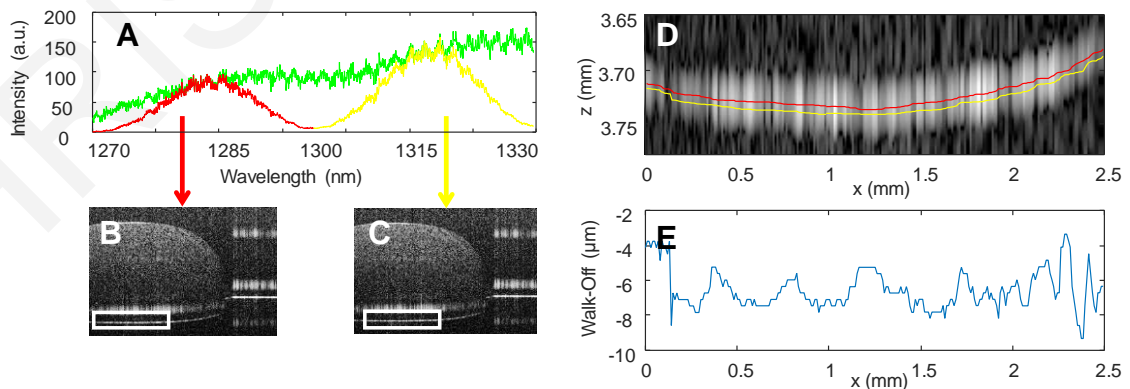 A
Intensity (a.u.)
200
150
100
50
0
1270 1285 1300 1315 1330
Wavelength (nm)
B
C
D
z (mm)
3.65
3.70
3.75
0 0.5 1 1.5 2 2.5
x (mm)
E
Walk-Off (µm)
-2
-4
-6
-8
-10
0 0.5 1 1.5 2 2.5
x (mm)